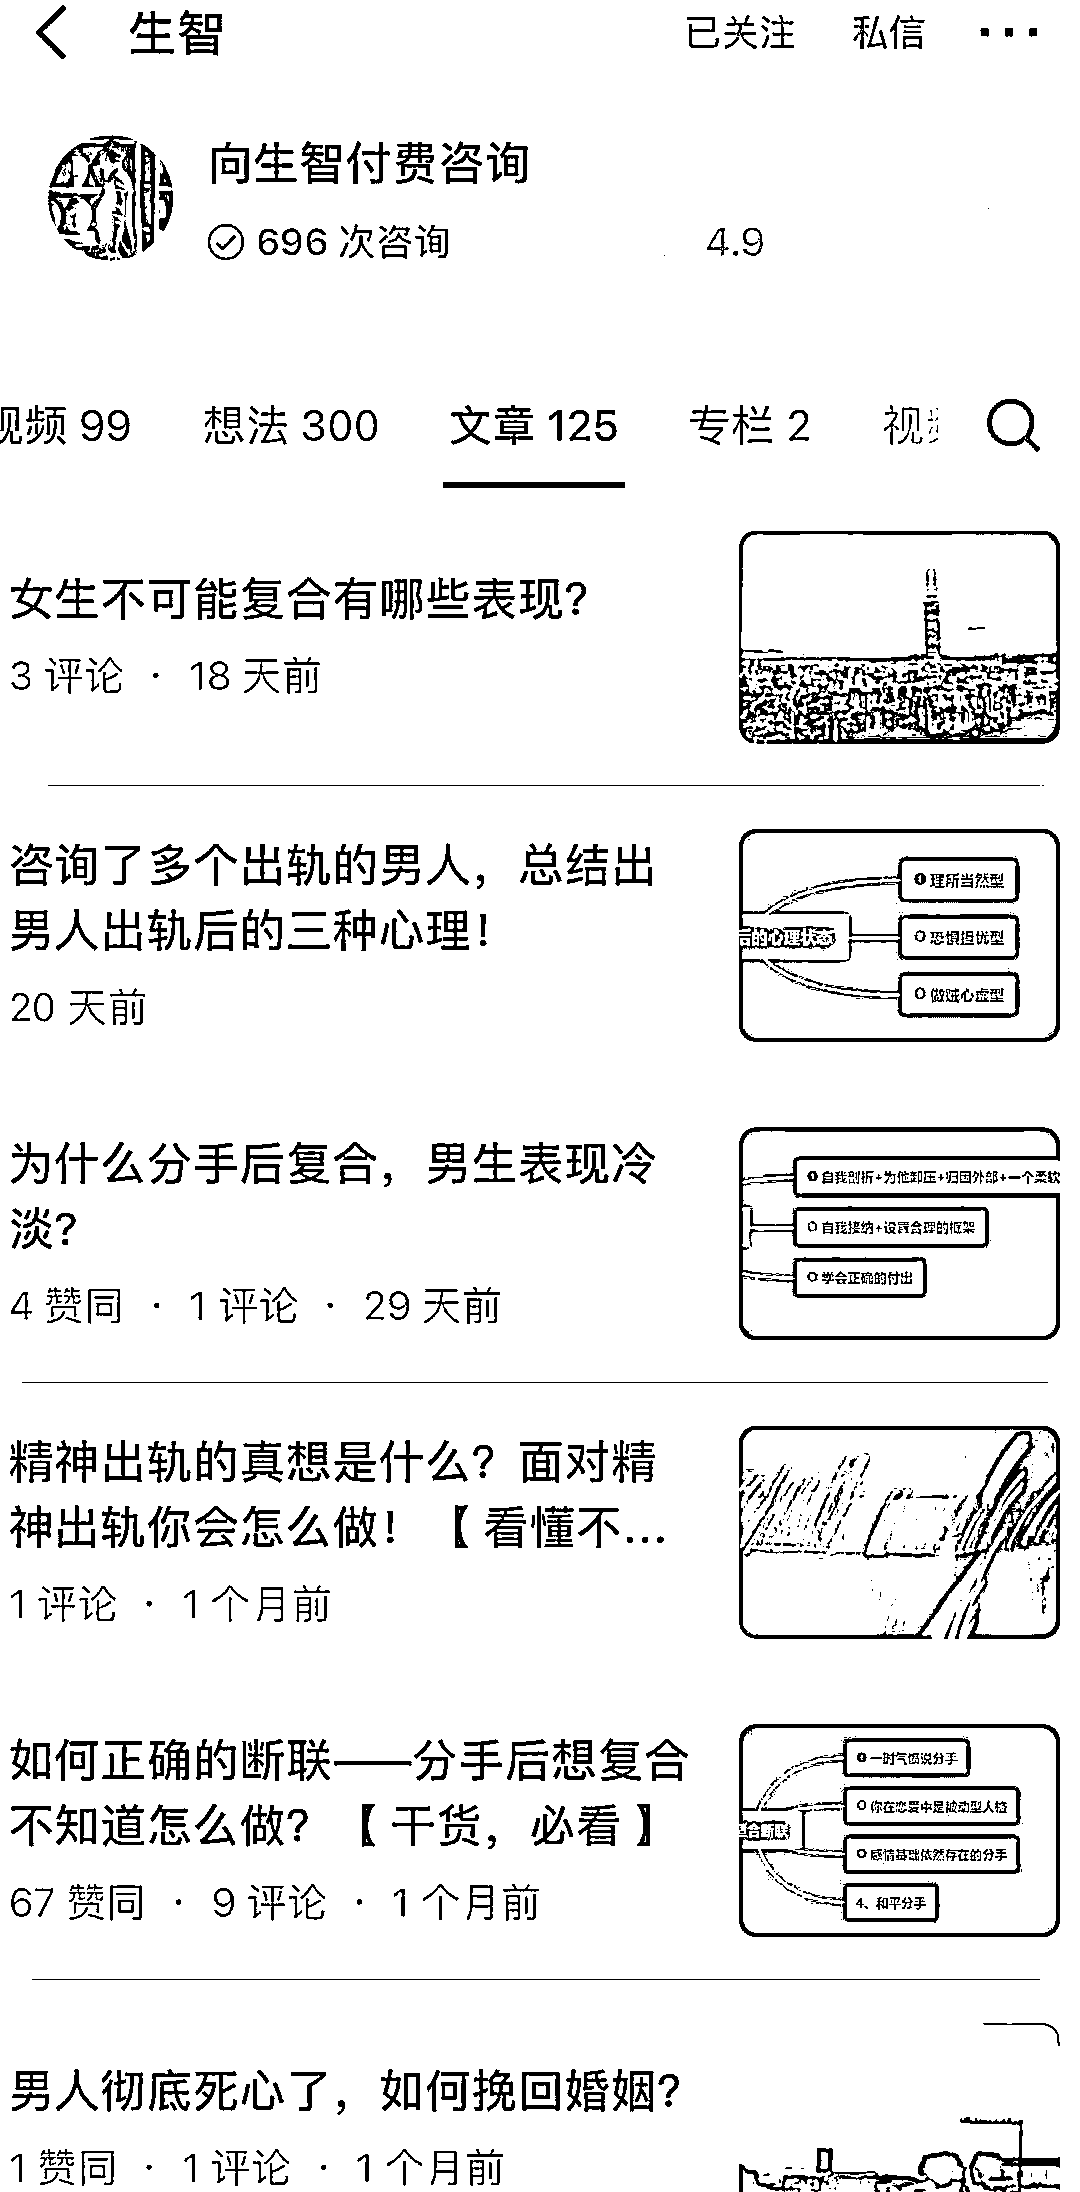 生智
已关注 私信
向生智付费咨询
696 次咨询 4.9
视频 99 想法 300 文章 125 专栏 2
女生不可能复合有哪些表现?
3 评论 · 18 天前
咨询了多个出轨的男人，总结出
男人出轨后的三种心理！
20 天前
后的心理状态
理所当然型
恐惧担忧型
做贼心虚型
为什么分手后复合，男生表现冷
淡?
4 赞同 · 1 评论 · 29 天前
自我剖析+为他卸压+归因外部+一个柔软
自我接纳+设置合理的框架
学会正确的付出
精神出轨的真想是什么？面对精
神出轨你会怎么做！【 看懂不...
1 评论 · 1 个月前
如何正确的断联——分手后想复合
不知道怎么做？【 干货，必看 】
67 赞同 · 9 评论 · 1 个月前
合断联
一时气愤说分手
你在恋爱中是被动型人格
感情基础依然存在的分手
4、和平分手
男人彻底死心了，如何挽回婚姻?
1 赞同 · 1 评论 · 1 个月前